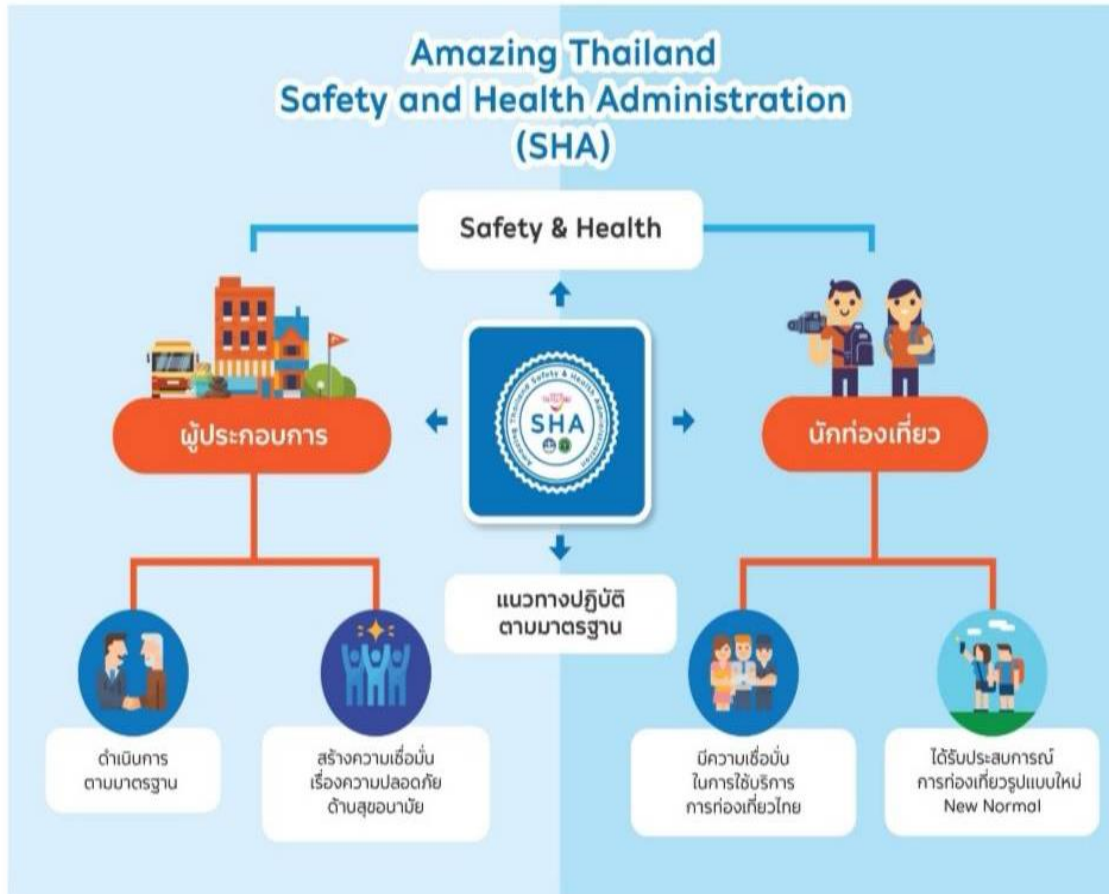 Amazing Thailand
Safety and Health Administration
(SHA)
Safety & Health
ผู้ประกอบการ
Amazing Thailand Safety & Health Administration
SHA
นักท่องเที่ยว
แนวทางปฏิบัติ
ตามมาตรฐาน
ดำเนินการ
ตามมาตรฐาน
สร้างความเชื่อมั่น
เรื่องความปลอดภัย
ด้านสุขอนามัย
มีความเชื่อมั่น
ในการใช้บริการ
การท่องเที่ยวไทย
ได้รับประสบการณ์
การท่องเที่ยวรูปแบบใหม่
New Normal